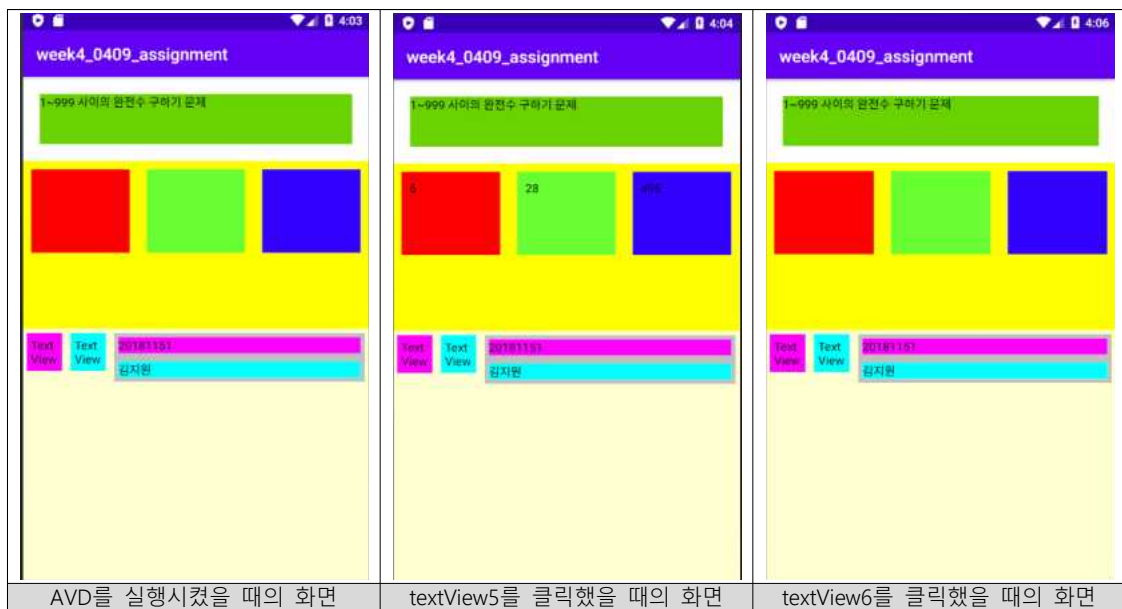 4:03
week4_0409_assignment
1~999 사이의 완전수 구하기 문제
Text
View
Text
View
20181151
김지원
AVD를 실행시켰을 때의 화면
4:04
week4_0409_assignment
1~999 사이의 완전수 구하기 문제
6
28
496
Text
View
Text
View
20181151
김지원
textView5를 클릭했을 때의 화면
4:06
week4_0409_assignment
1~999 사이의 완전수 구하기 문제
Text
View
Text
View
20181151
김지원
textView6를 클릭했을 때의 화면